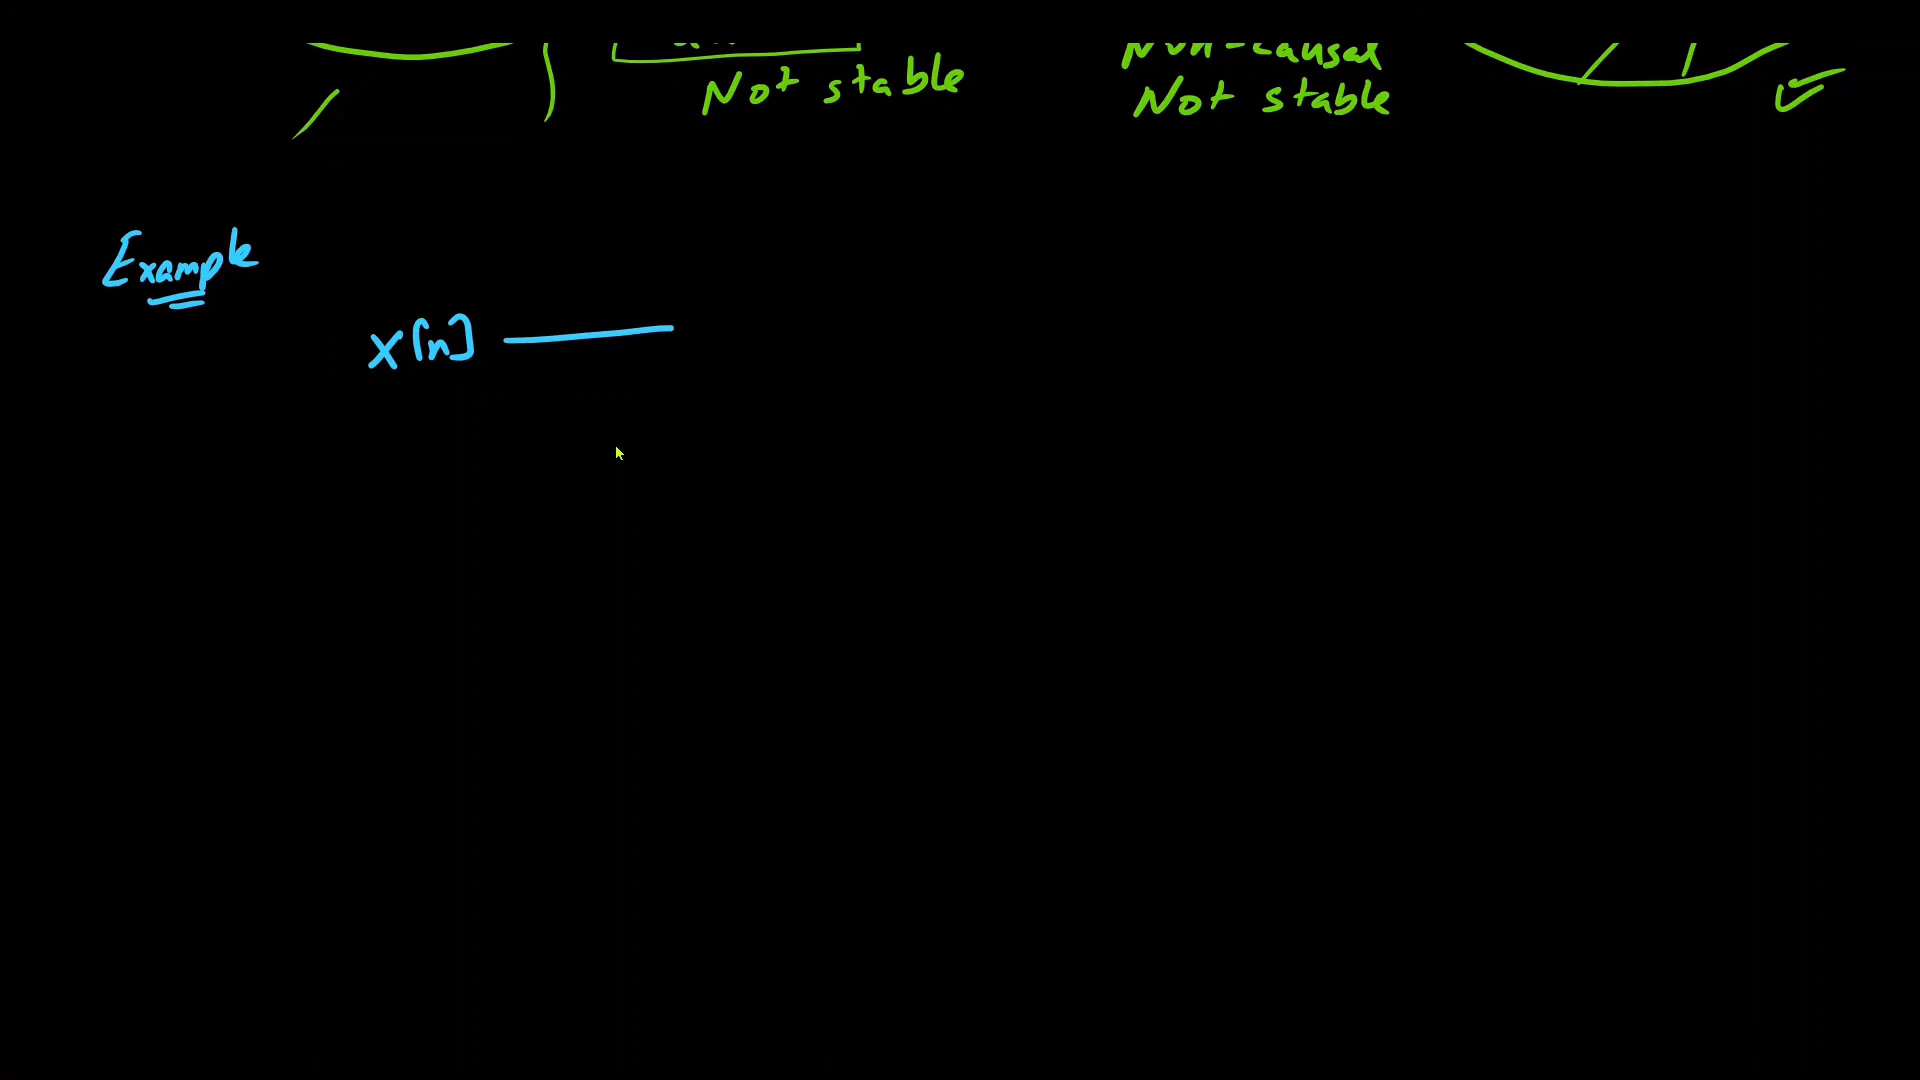 Not stable
Non-causal
Not stable
Example
x[n]